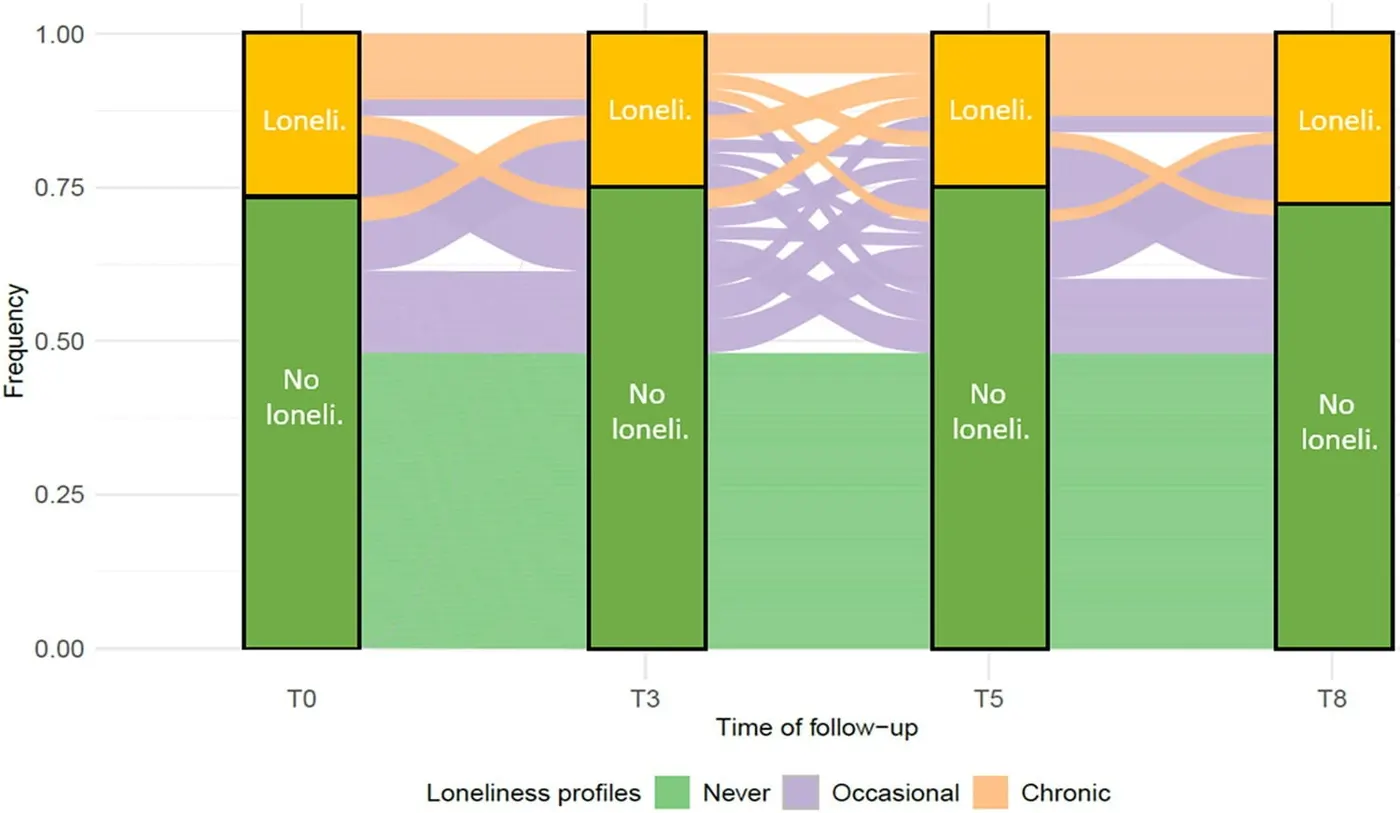 1.00
0.75
0.50
0.25
0.00
Frequency
Loneli.
Loneli.
Loneli.
Loneli.
No
loneli.
No
loneli.
No
loneli.
No
loneli.
T0
T3
T5
T8
Time of follow-up
Loneliness profiles Never Occasional Chronic